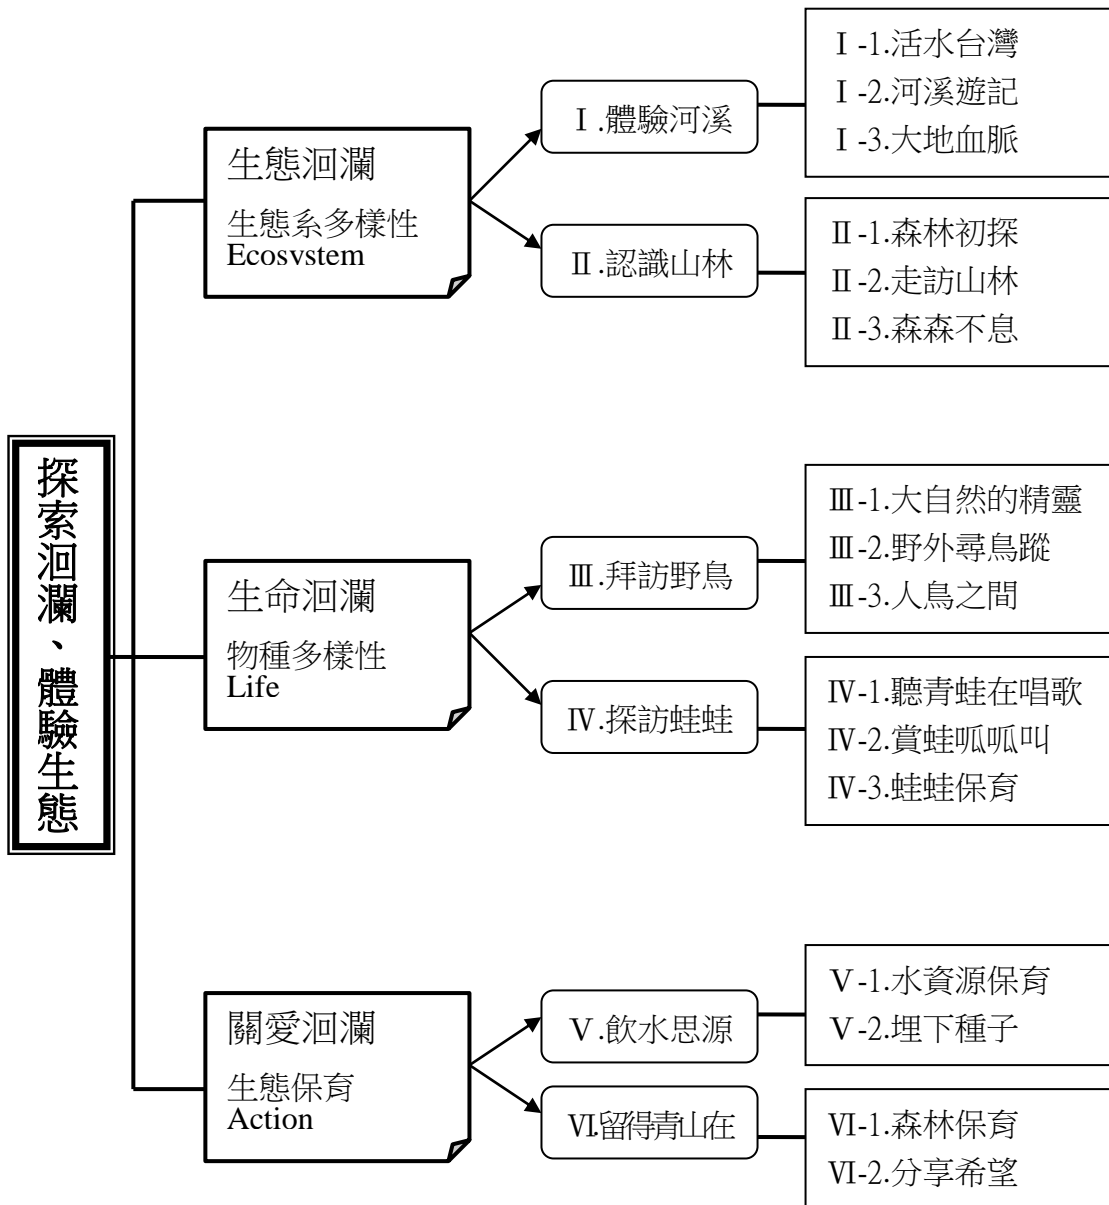 探索洄瀾、體驗生態
生態洄瀾
生態系多樣性
Ecosvstem
Ⅰ.體驗河溪
Ⅰ-1.活水台灣
Ⅰ-2.河溪遊記
Ⅰ-3.大地血脈
Ⅱ.認識山林
Ⅱ-1.森林初探
Ⅱ-2.走訪山林
Ⅱ-3.森森不息
生命洄瀾
物種多樣性
Life
Ⅲ.拜訪野鳥
Ⅲ-1.大自然的精靈
Ⅲ-2.野外尋鳥蹤
Ⅲ-3.人鳥之間
Ⅳ.探訪蛙蛙
Ⅳ-1.聽青蛙在唱歌
Ⅳ-2.賞蛙呱呱叫
Ⅳ-3.蛙蛙保育
關愛洄瀾
生態保育
Action
Ⅴ.飲水思源
Ⅴ-1.水資源保育
Ⅴ-2.埋下種子
Ⅵ.留得青山在
Ⅵ-1.森林保育
Ⅵ-2.分享希望